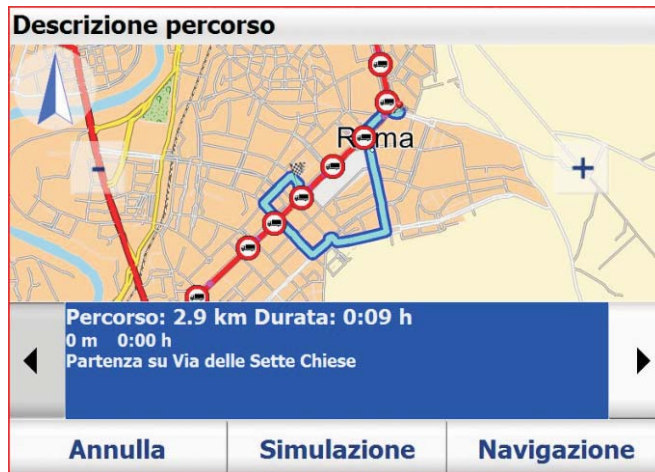 Descrizione percorso
Roma
-
+
Percorso: 2.9 km Durata: 0:09 h
0 m 0:00 h
Partenza su Via delle Sette Chiese
Annulla
Simulazione
Navigazione